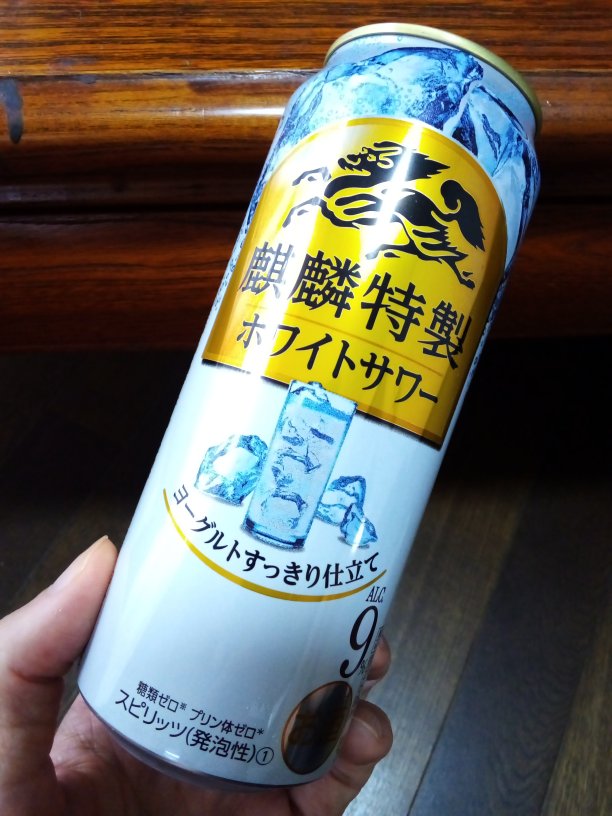 麒麟特製
ホワイトサワー
ヨーグルトすっきり仕立て
ALC.
9
糖類ゼロ※ プリン体ゼロ*
スピリッツ(発泡性)①